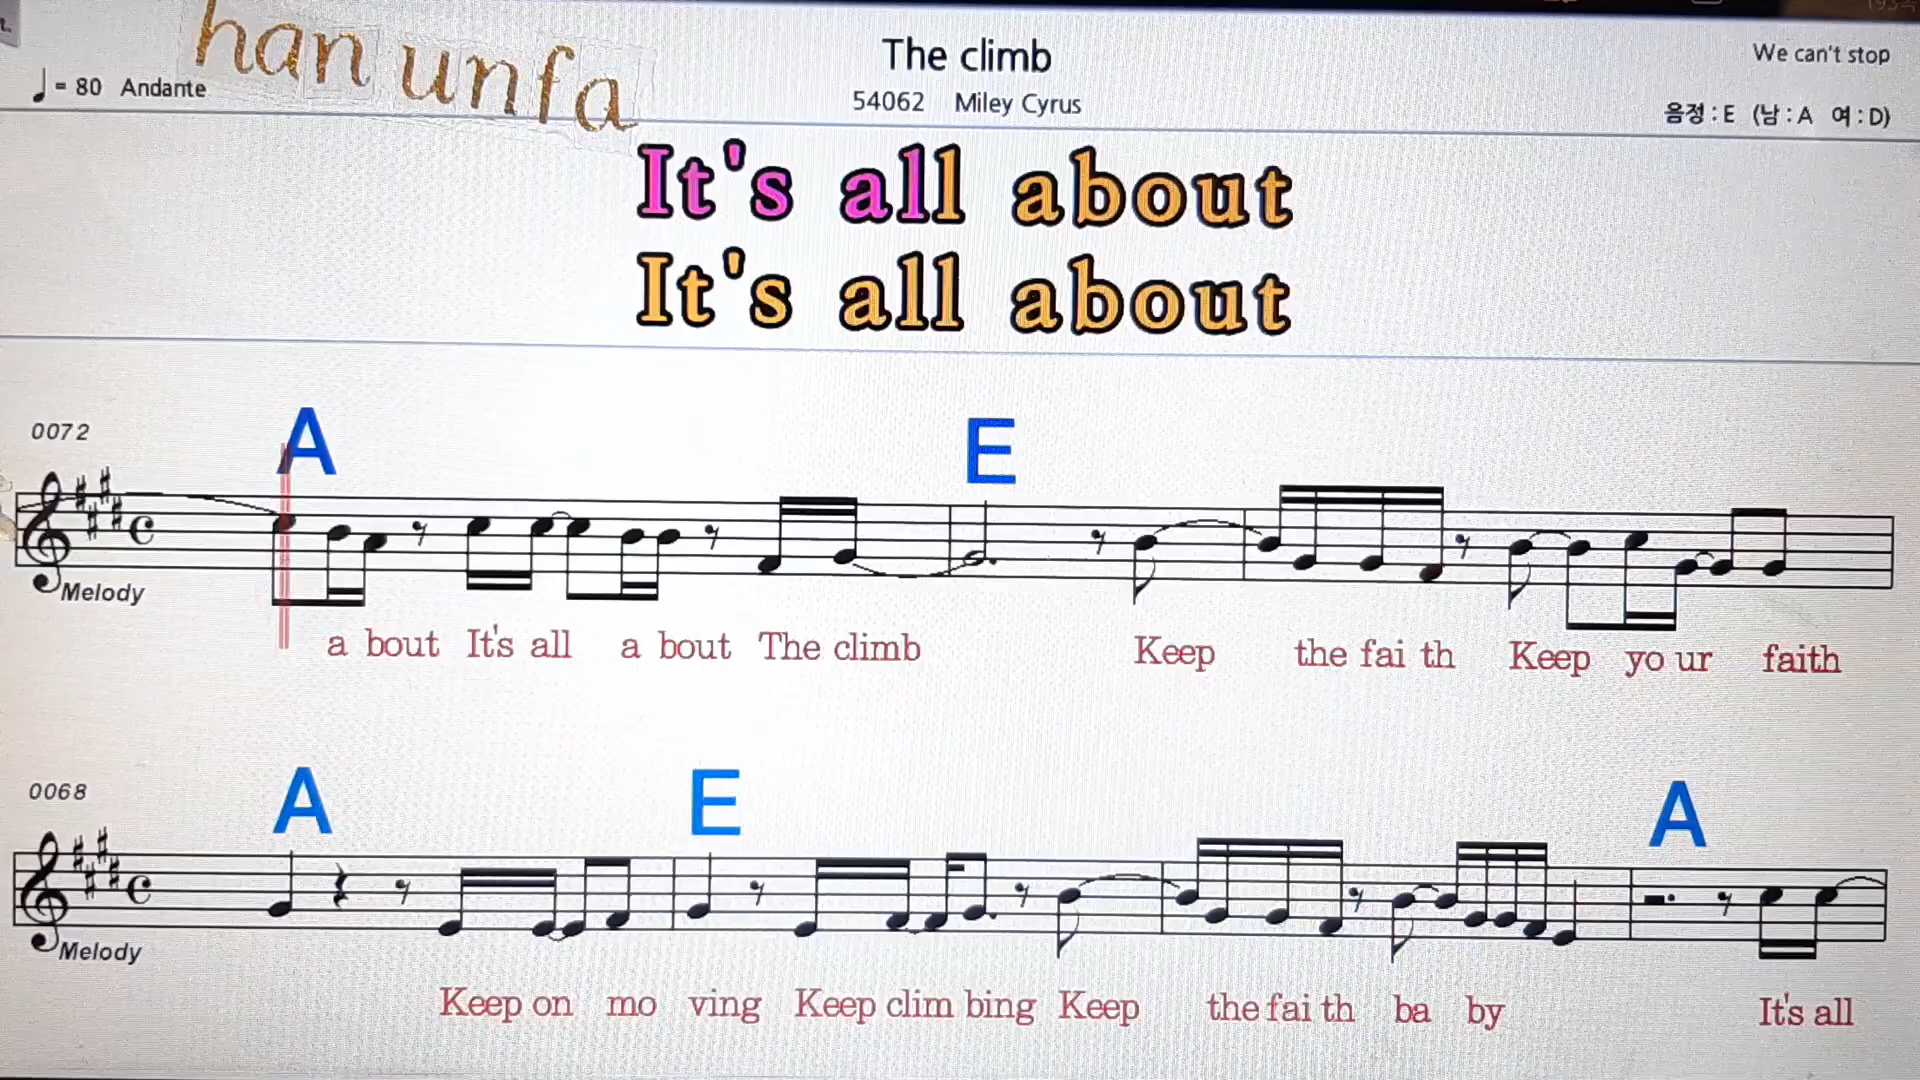 han unfa
The climb
We can't stop
♩= 80 Andante
54062 Miley Cyrus
음정 : E (남 : A 여 : D)
It's all about
It's all about
0072
A E
Melody
a bout It's all a bout The climb Keep the fai th Keep yo ur faith
0068
A E A
Melody
Keep on mo ving Keep clim bing Keep the fai th ba by It's all